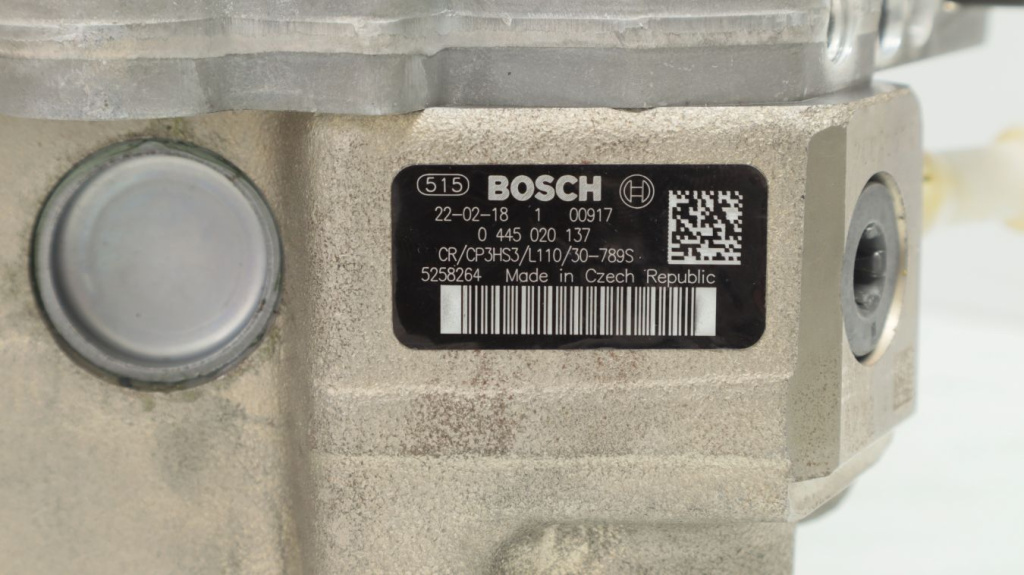 515 BOSCH
22-02-18 1 00917
0 445 020 137
CR/CP3HS3/L110/30-789S
5258264 Made in Czech Republic